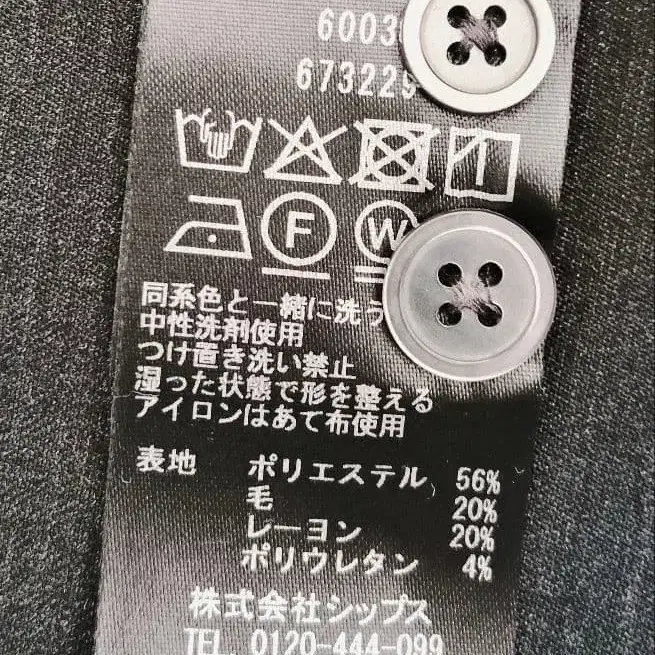 6003
673229
F
W
同系色と一緒に洗う
中性洗剤使用
つけ置き洗い禁止
湿った状態で形を整える
アイロンはあて布使用
表地 ポリエステル 56%
毛 20%
レーヨン 20%
ポリウレタン 4%
株式会社シップス
TEL. 0120-444-099